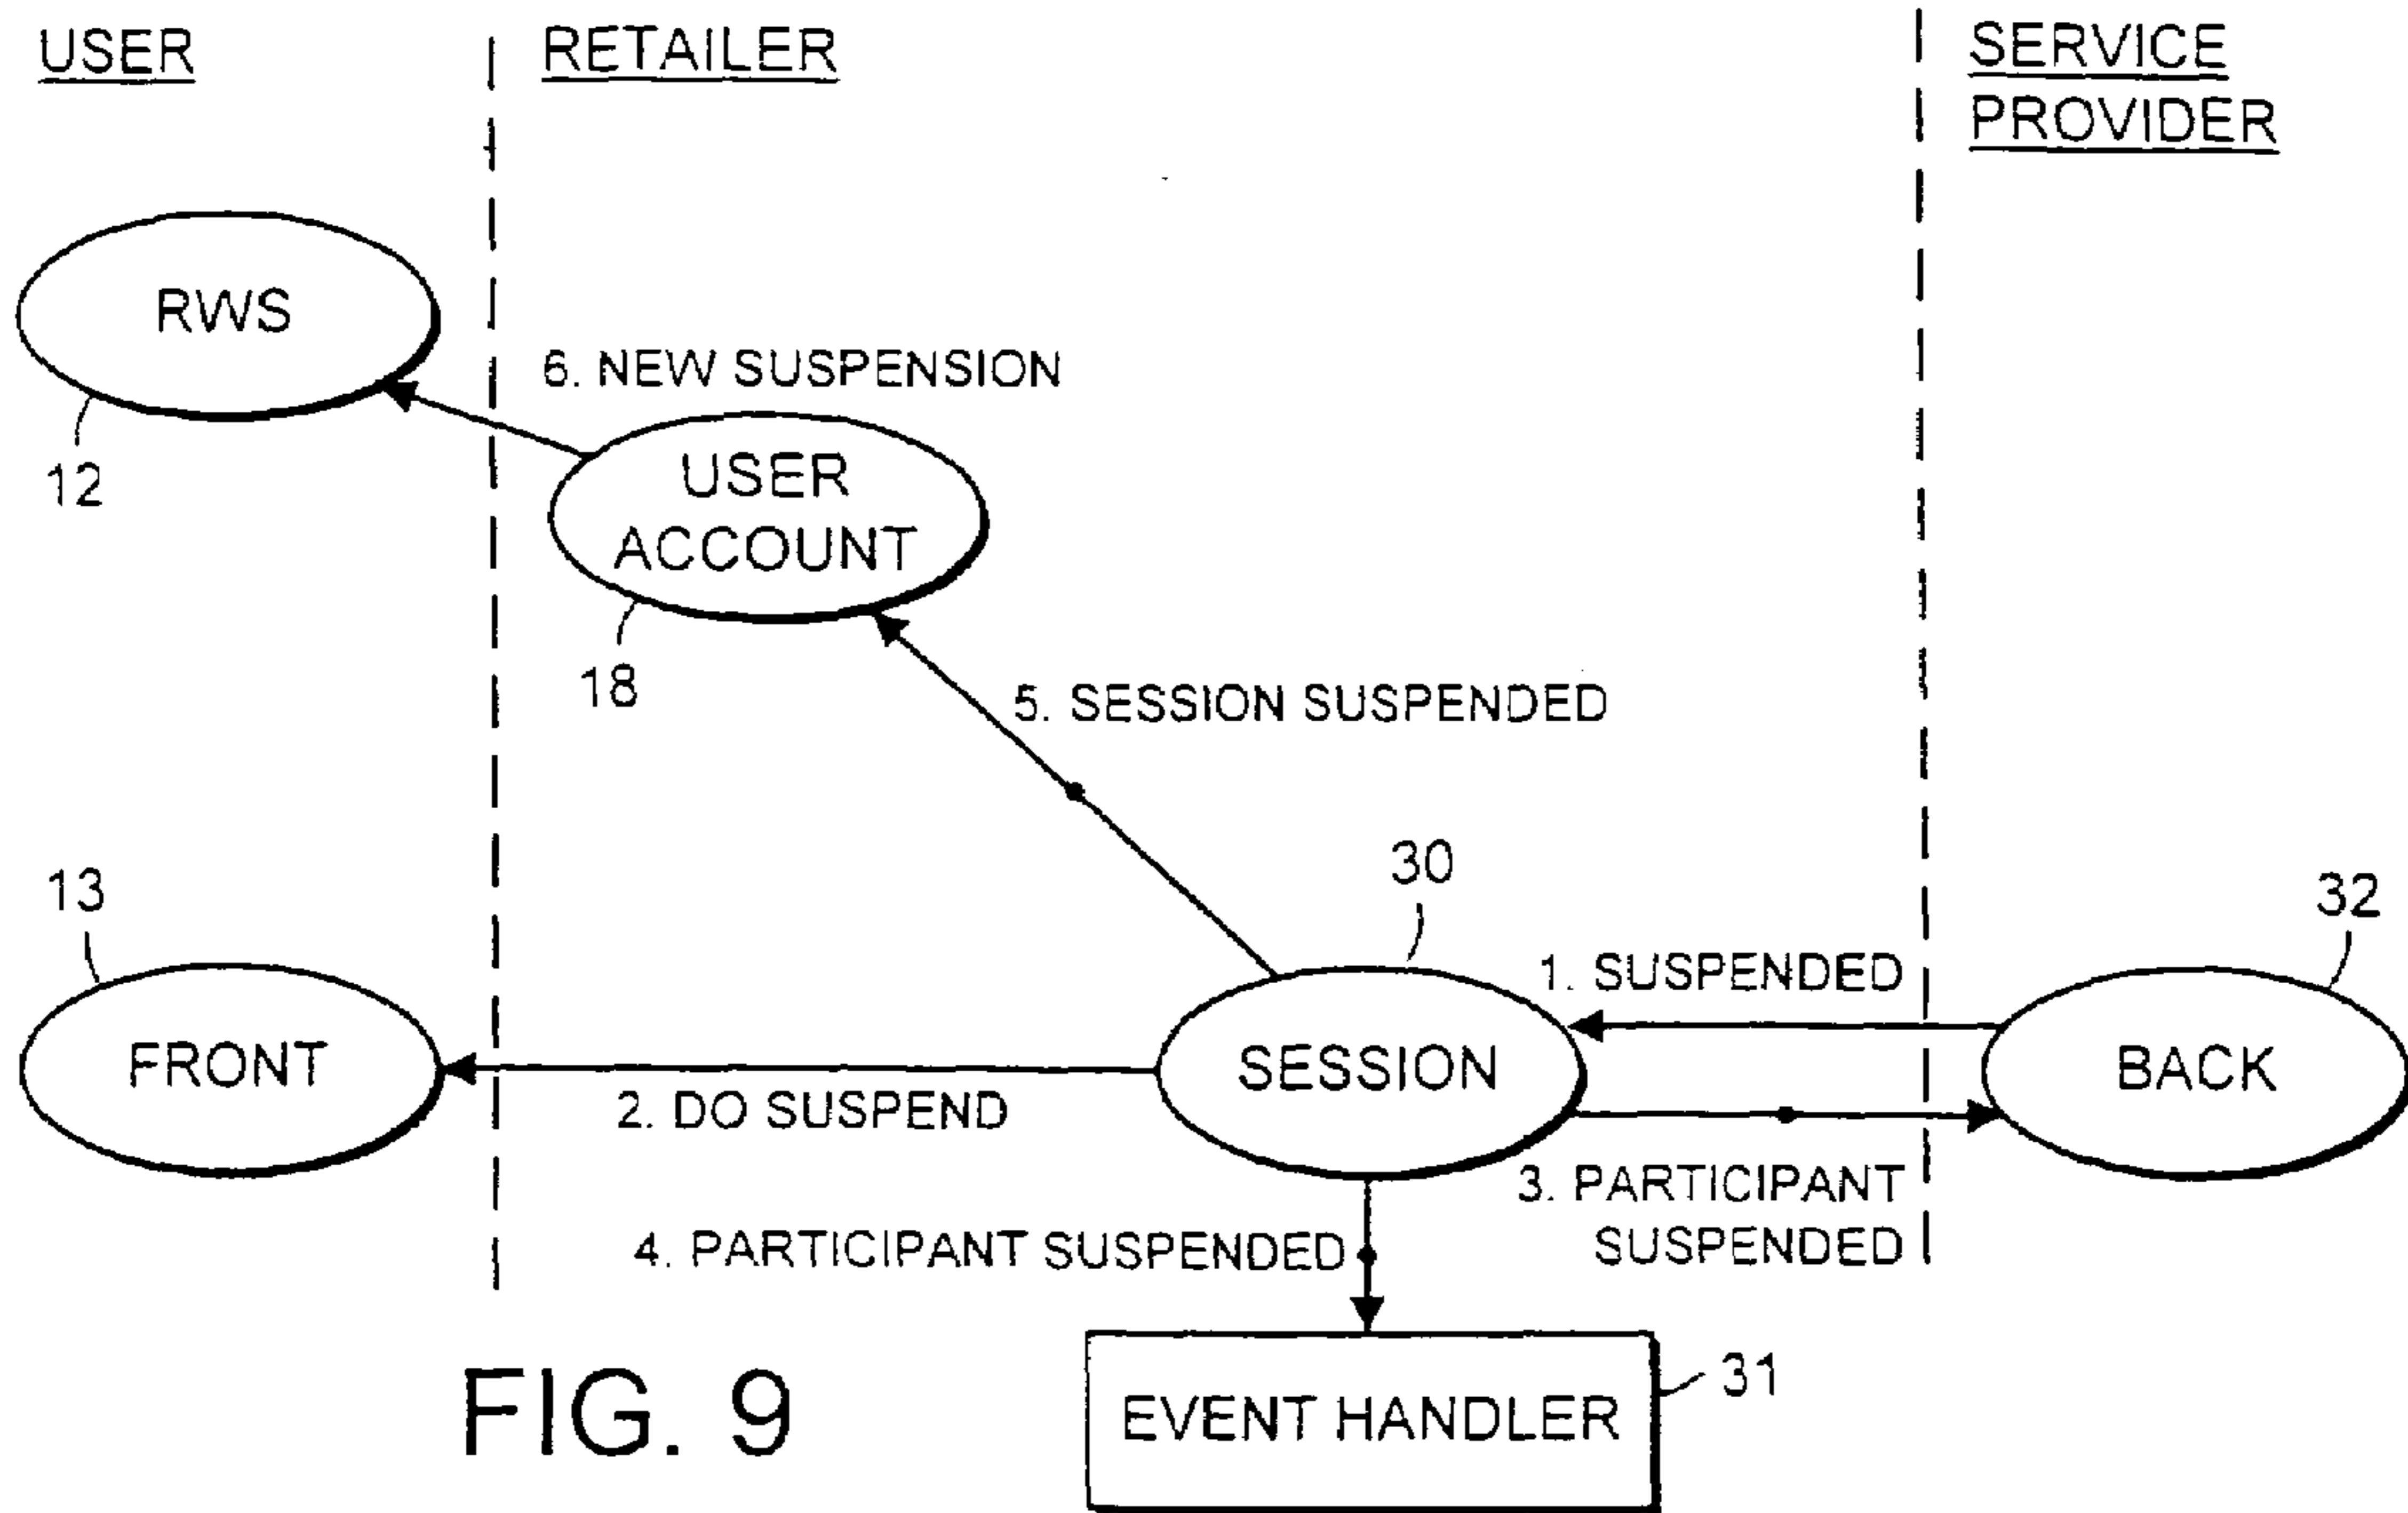 USER
RETAILER
SERVICE
PROVIDER
RWS
6. NEW SUSPENSION
12
USER
ACCOUNT
18
5. SESSION SUSPENDED
13
30
32
1. SUSPENDED
FRONT
SESSION
BACK
2. DO SUSPEND
3. PARTICIPANT
SUSPENDED
4. PARTICIPANT SUSPENDED
31
EVENT HANDLER
FIG. 9